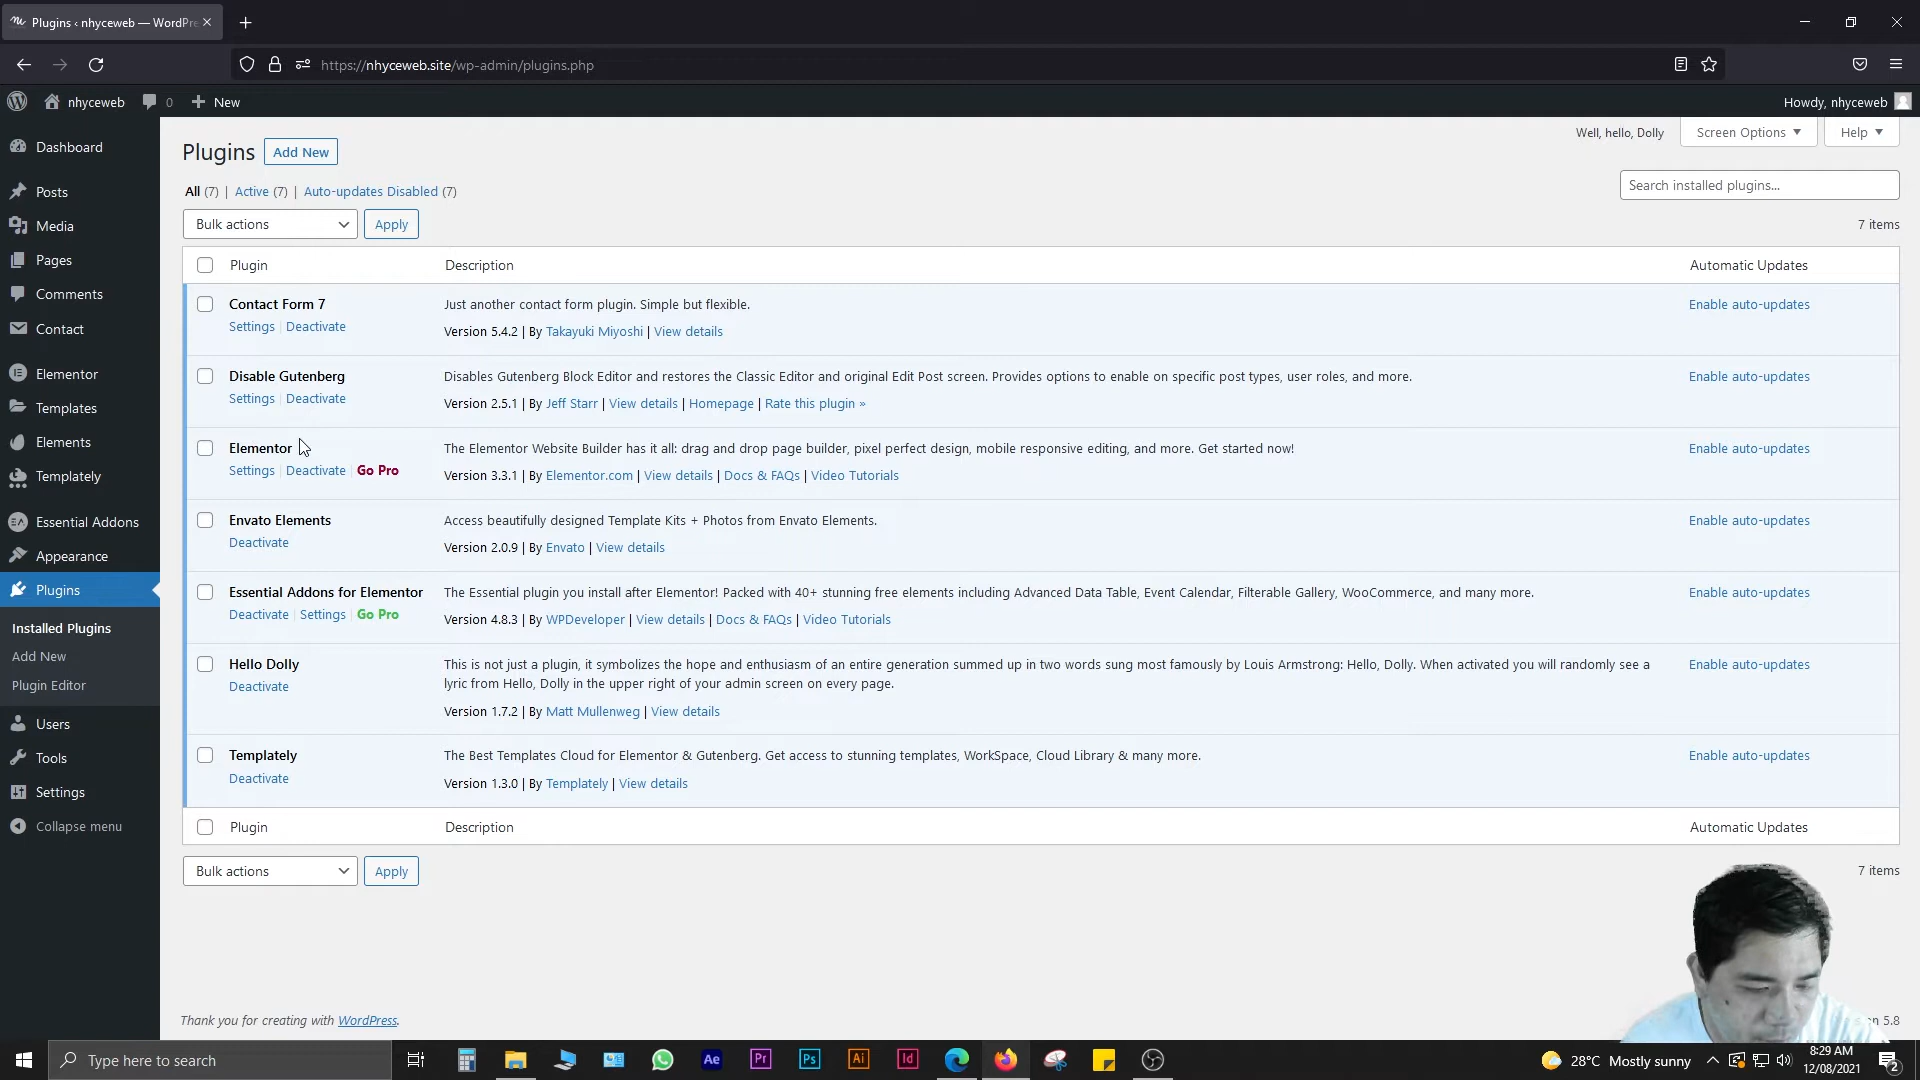 Plugins ‹ nhyceweb — WordPre
https://nhyceweb.site/wp-admin/plugins.php
nhyceweb 0 New
Howdy, nhyceweb
Dashboard
Posts
Media
Pages
Comments
Contact
Elementor
Templates
Elements
Templately
Essential Addons
Appearance
Plugins
Installed Plugins
Add New
Plugin Editor
Users
Tools
Settings
Collapse menu
Well, hello, Dolly
Screen Options
Help
Plugins Add New
All (7) | Active (7) | Auto-updates Disabled (7)
Search installed plugins...
Bulk actions Apply
7 items
Plugin Description Automatic Updates
Contact Form 7 Just another contact form plugin. Simple but flexible. Enable auto-updates
Settings | Deactivate
Version 5.4.2 | By Takayuki Miyoshi | View details
Disable Gutenberg Disables Gutenberg Block Editor and restores the Classic Editor and original Edit Post screen. Provides options to enable on specific post types, user roles, and more. Enable auto-updates
Settings | Deactivate
Version 2.5.1 | By Jeff Starr | View details | Homepage | Rate this plugin »
Elementor The Elementor Website Builder has it all: drag and drop page builder, pixel perfect design, mobile responsive editing, and more. Get started now! Enable auto-updates
Settings | Deactivate | Go Pro
Version 3.3.1 | By Elementor.com | View details | Docs & FAQs | Video Tutorials
Envato Elements Access beautifully designed Template Kits + Photos from Envato Elements. Enable auto-updates
Deactivate
Version 2.0.9 | By Envato | View details
Essential Addons for Elementor The Essential plugin you install after Elementor! Packed with 40+ stunning free elements including Advanced Data Table, Event Calendar, Filterable Gallery, WooCommerce, and many more. Enable auto-updates
Deactivate | Settings | Go Pro
Version 4.8.3 | By WPDeveloper | View details | Docs & FAQs | Video Tutorials
Hello Dolly This is not just a plugin, it symbolizes the hope and enthusiasm of an entire generation summed up in two words sung most famously by Louis Armstrong: Hello, Dolly. When activated you will randomly see a Enable auto-updates
Deactivate lyric from Hello, Dolly in the upper right of your admin screen on every page.
Version 1.7.2 | By Matt Mullenweg | View details
Templately The Best Templates Cloud for Elementor & Gutenberg. Get access to stunning templates, WorkSpace, Cloud Library & many more. Enable auto-updates
Deactivate
Version 1.3.0 | By Templately | View details
Plugin Description Automatic Updates
Bulk actions Apply
7 items
Thank you for creating with WordPress.
5.8
Type here to search
Ae Pr Ps Ai Id
28°C Mostly sunny
8:29 AM
12/08/2021
2